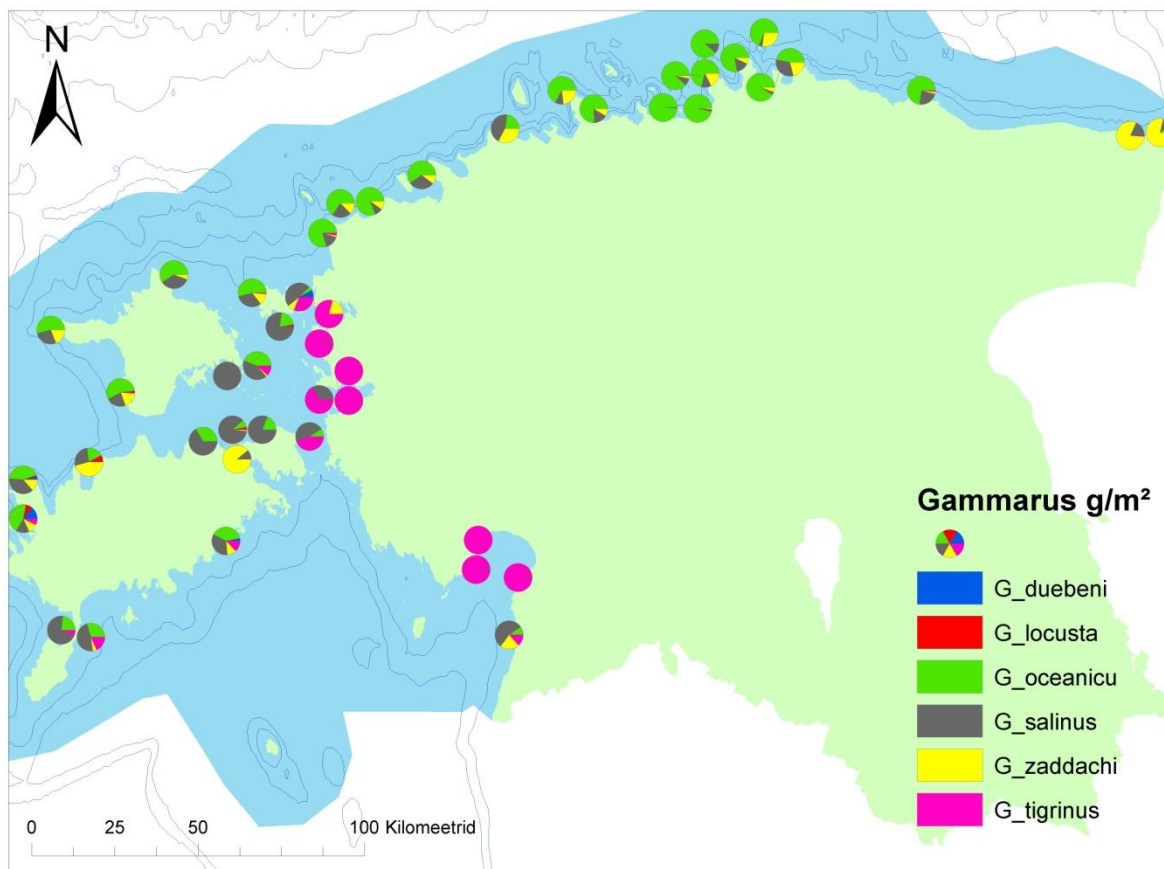 N
Gammarus g/m²
G_duebeni
G_locusta
G_oceanicu
G_salinus
G_zaddachi
G_tigrinus
0 25 50 100 Kilomeetrid